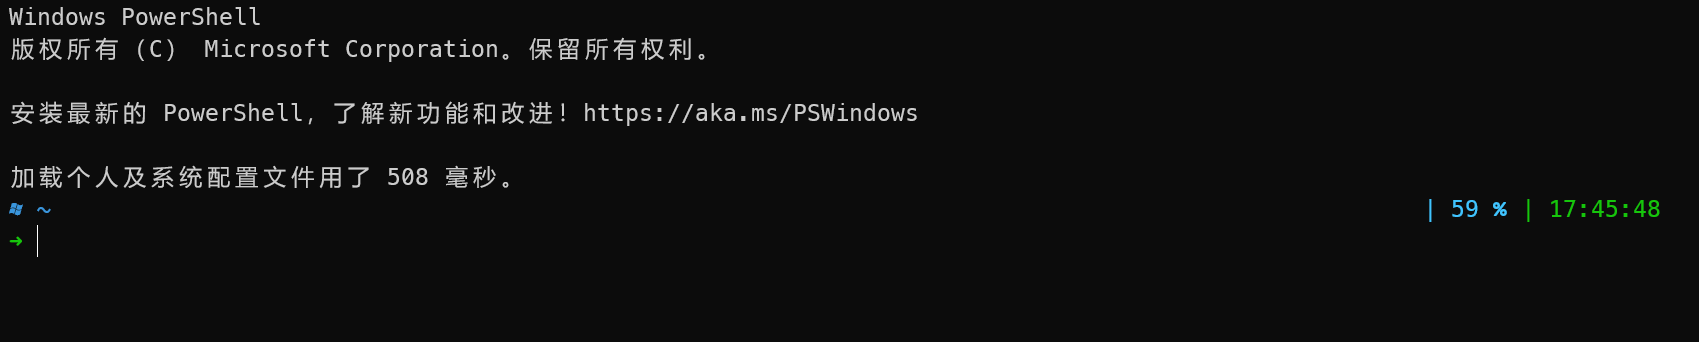 Windows PowerShell
版权所有 (C) Microsoft Corporation。保留所有权利。
安装最新的 PowerShell，了解新功能和改进！https://aka.ms/PSWindows
加载个人及系统配置文件用了 508 毫秒。
~ | 59 % | 17:45:48
➜